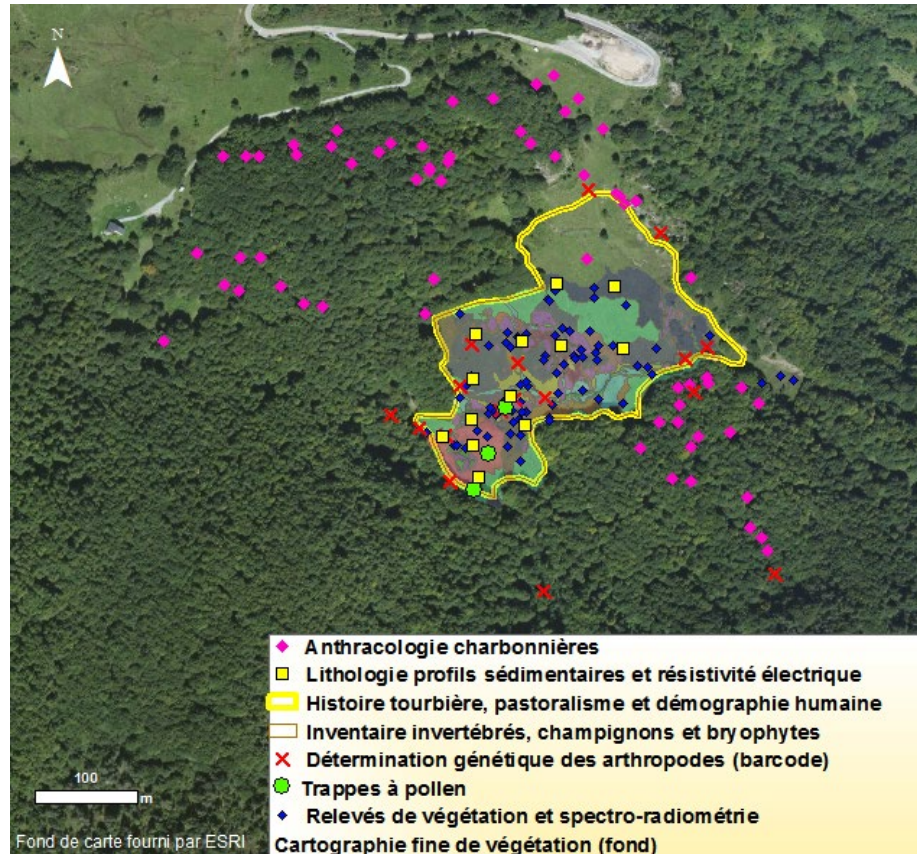 N
Anthracologie charbonnières
Lithologie profils sédimentaires et résistivité électrique
Histoire tourbière, pastoralisme et démographie humaine
Inventaire invertébrés, champignons et bryophytes
Détermination génétique des arthropodes (barcode)
Trappes à pollen
Relevés de végétation et spectro-radiométrie
Cartographie fine de végétation (fond)
100
m
Fond de carte fourni par ESRI